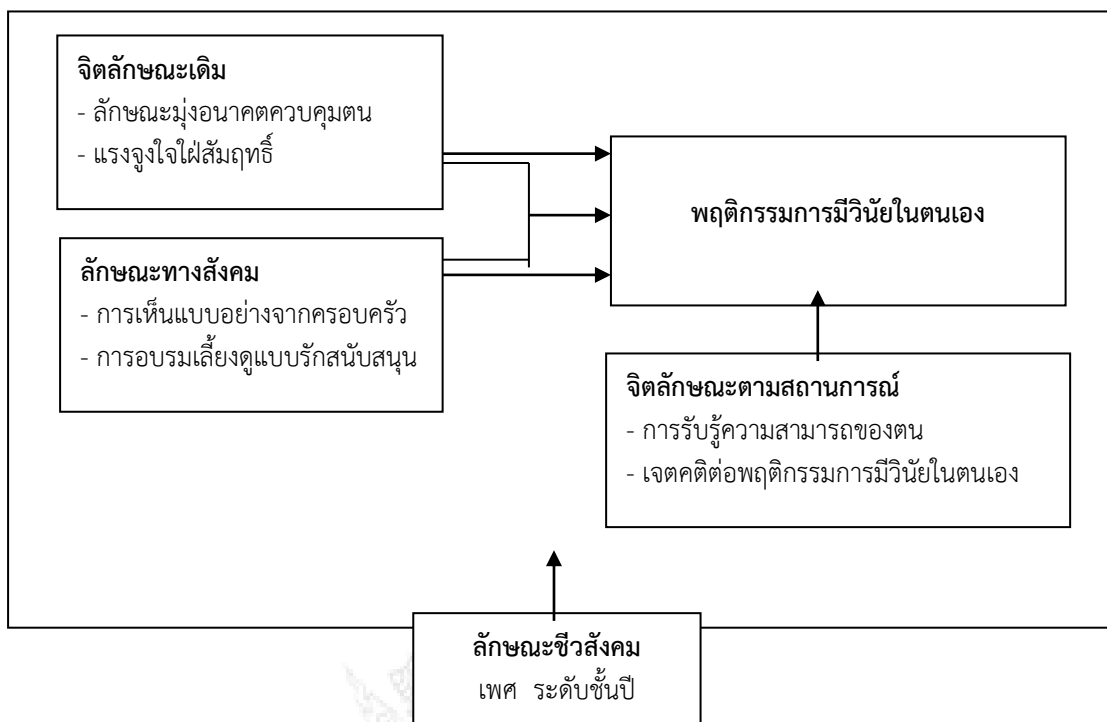 จิตลักษณะเดิม
- ลักษณะมุ่งอนาคตควบคุมตน
- แรงจูงใจใฝ่สัมฤทธิ์
พฤติกรรมการมีวินัยในตนเอง
ลักษณะทางสังคม
- การเห็นแบบอย่างจากครอบครัว
- การอบรมเลี้ยงดูแบบรักสนับสนุน
จิตลักษณะตามสถานการณ์
- การรับรู้ความสามารถของตน
- เจตคติต่อพฤติกรรมการมีวินัยในตนเอง
ลักษณะชีวสังคม
เพศ ระดับชั้นปี